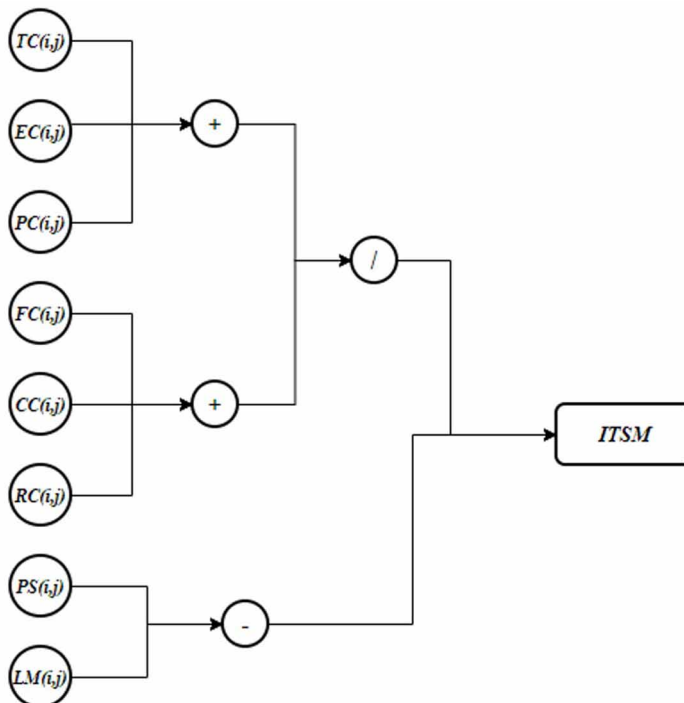 TC(i,j)
EC(i,j)
+
PC(i,j)
/
FC(i,j)
CC(i,j)
+
ITSM
RC(i,j)
PS(i,j)
-
LM(i,j)